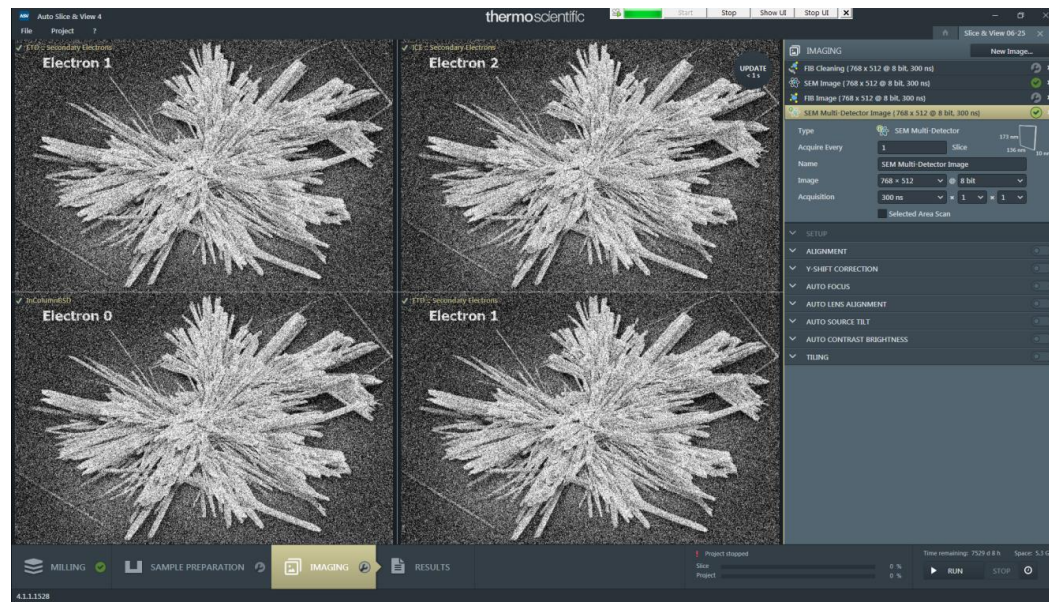 Auto Slice & View 4
thermoscientific
Start Stop Show UI Stop UI X
File Project ?
Slice & View 06-25
ETD :: Secondary Electrons
Electron 1
ICE :: Secondary Electrons
Electron 2
UPDATE
< 1 s
InColumnBSD
Electron 0
ETD :: Secondary Electrons
Electron 1
IMAGING
New Image...
FIB Cleaning (768 x 512 @ 8 bit, 300 ns)
SEM Image (768 x 512 @ 8 bit, 300 ns)
FIB Image (768 x 512 @ 8 bit, 300 ns)
SEM Multi-Detector Image (768 x 512 @ 8 bit, 300 ns)
Type SEM Multi-Detector
173 nm
136 nm
Acquire Every 1 Slice
Name SEM Multi-Detector Image
Image 768 × 512 @ 8 bit
Acquisition 300 ns × 1 × 1
Selected Area Scan
SETUP
ALIGNMENT
Y-SHIFT CORRECTION
AUTO FOCUS
AUTO LENS ALIGNMENT
AUTO SOURCE TILT
AUTO CONTRAST BRIGHTNESS
TILING
MILLING
SAMPLE PREPARATION
IMAGING
RESULTS
! Project stopped
Slice 0 %
Project 0 %
Time remaining: 7529 d 8 h Space: 5,1 G
RUN STOP
4.1.1.1528